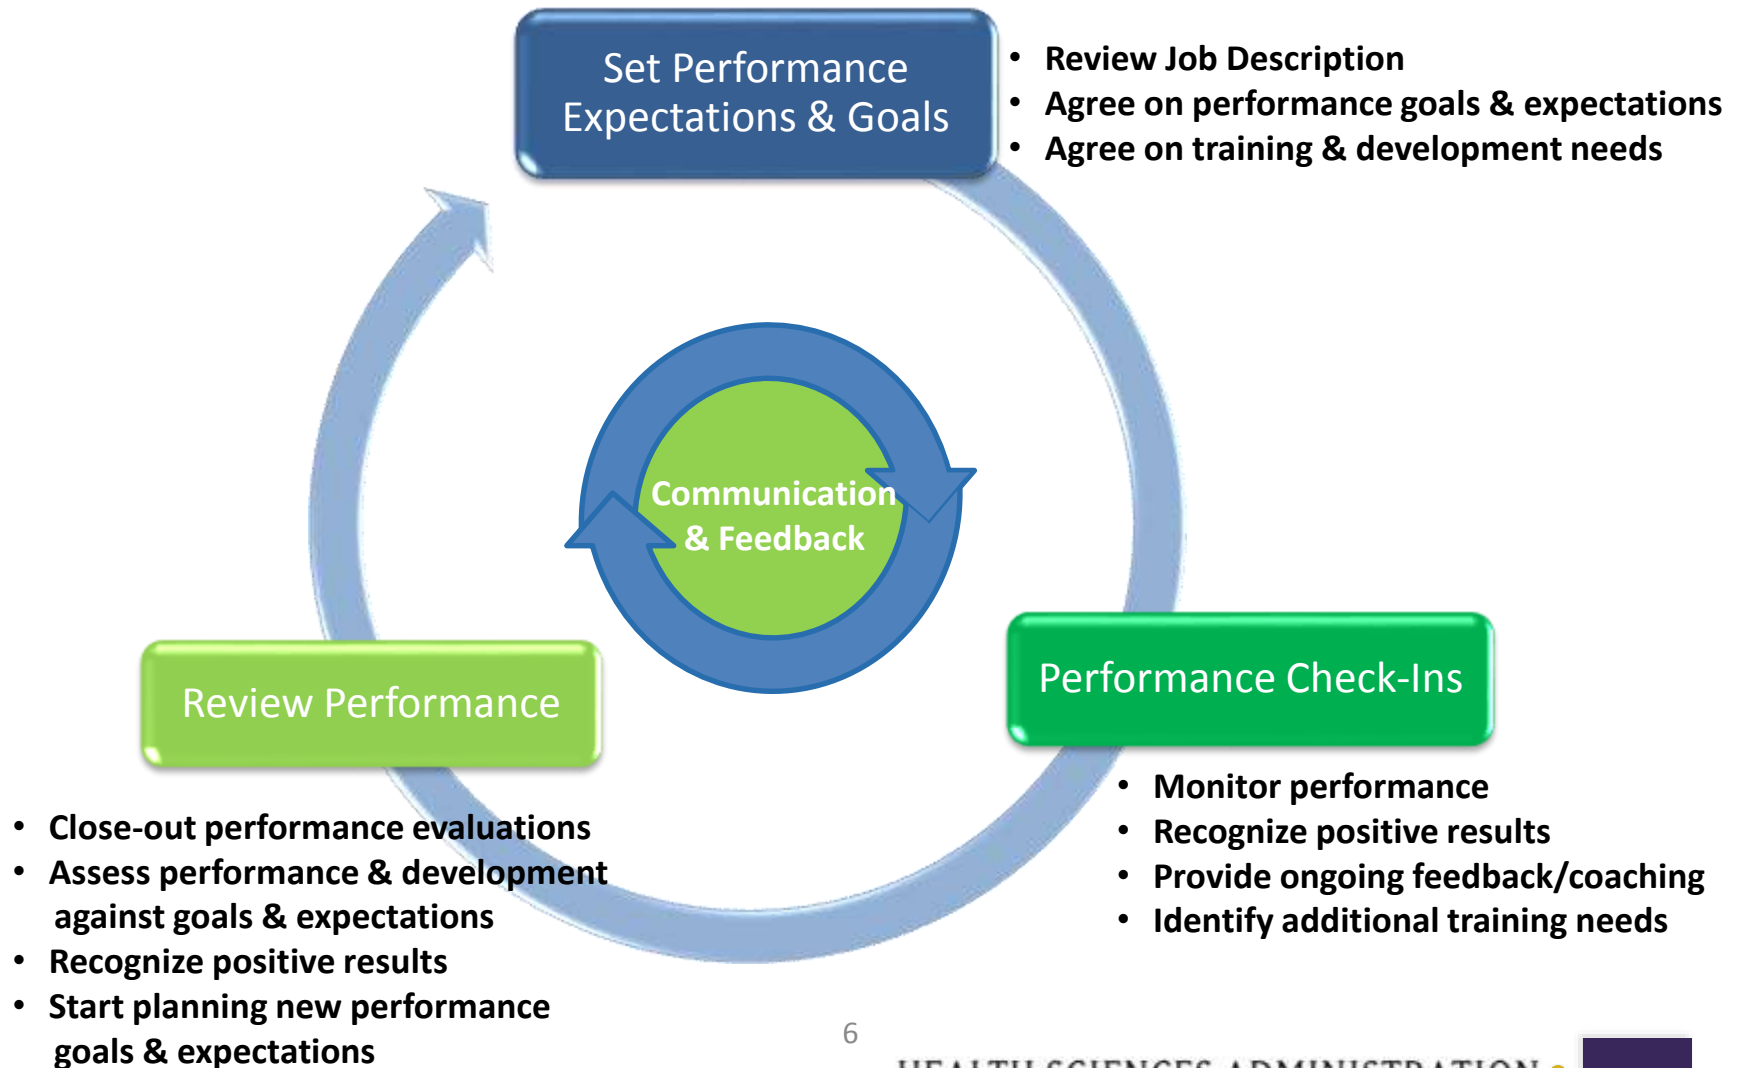 Set Performance
Expectations & Goals
• Review Job Description
• Agree on performance goals & expectations
• Agree on training & development needs
Communication
& Feedback
Performance Check-Ins
• Monitor performance
• Recognize positive results
• Provide ongoing feedback/coaching
• Identify additional training needs
Review Performance
• Close-out performance evaluations
• Assess performance & development
against goals & expectations
• Recognize positive results
• Start planning new performance
goals & expectations
6
HEALTH SCIENCES ADMINISTRATION